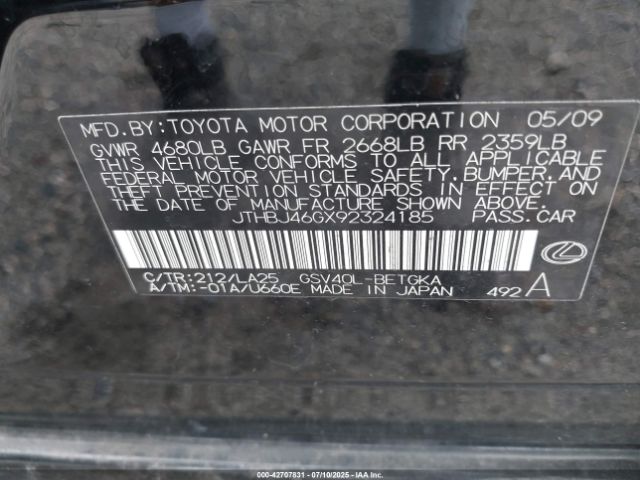 MFD.BY:TOYOTA MOTOR CORPORATION 05/09
GVWR 4680LB GAWR FR 2668LB RR 2359LB
THIS VEHICLE CONFORMS TO ALL APPLICABLE
FEDERAL MOTOR VEHICLE SAFETY,BUMPER,AND
THEFT PREVENTION STANDARDS IN EFFECT ON
THE DATE OF MANUFACTURE SHOWN ABOVE.
JTHBJ46GX92324185 PASS.CAR
C/TR:212/LA25 GSV40L-BETGKA
A/TM:-01A/U660E MADE IN JAPAN 492 A
000-42707831 - 07/10/2025 - IAA Inc.